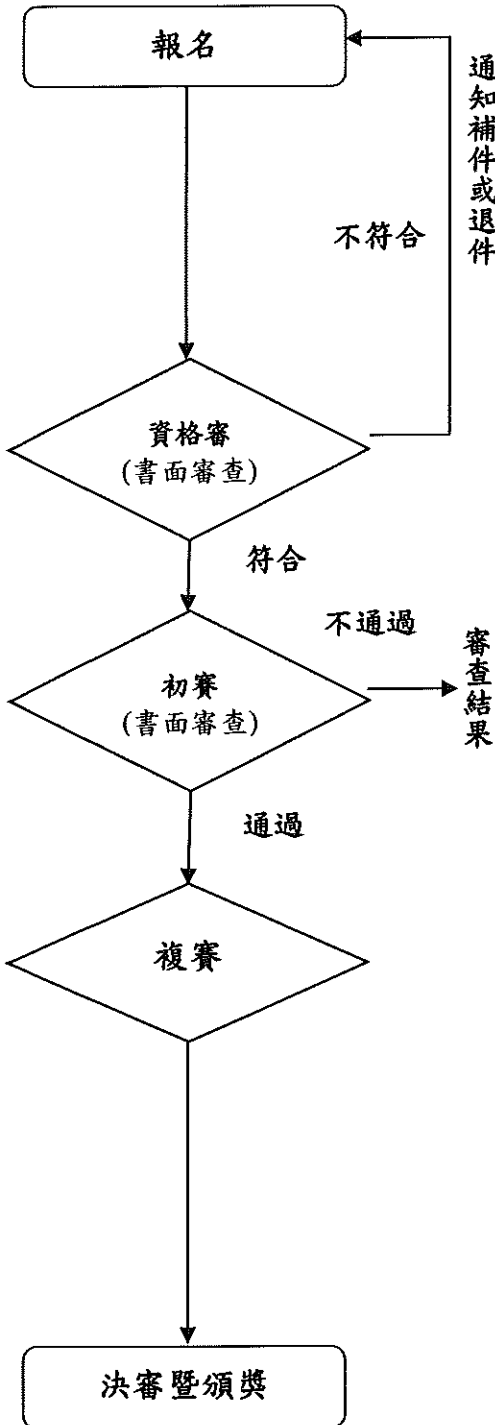 報名
通知補件或退件
不符合
資格審
(書面審查)
符合
不通過
初賽
(書面審查)
審查結果
通過
複賽
決審暨頒獎